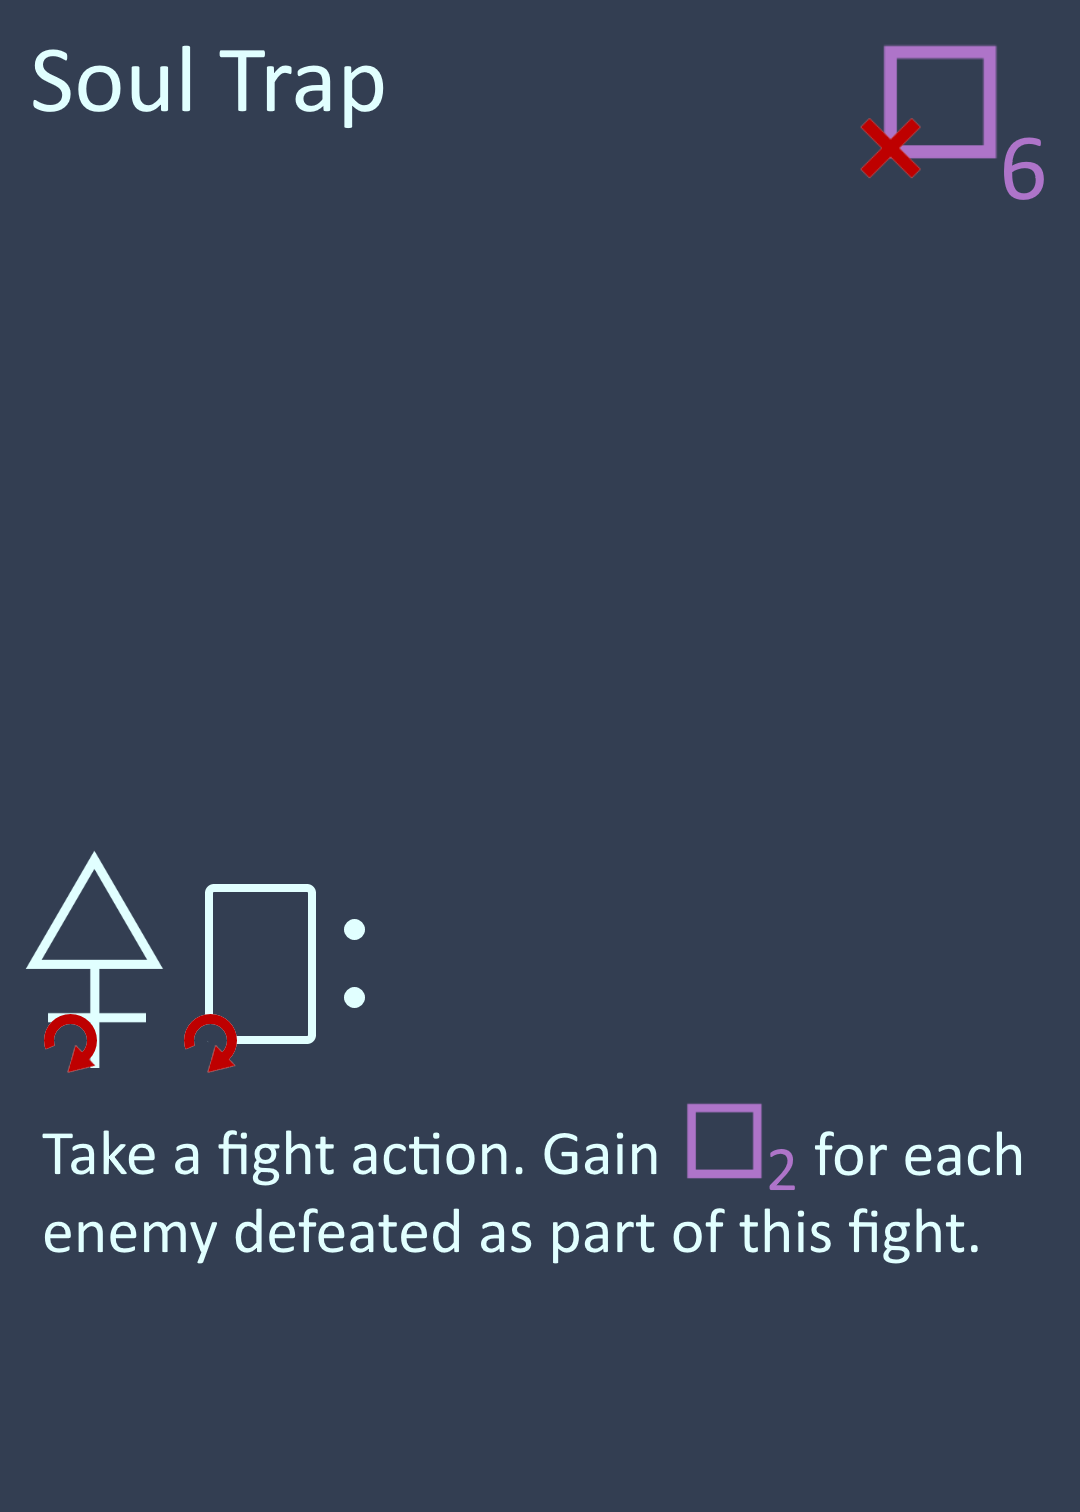 Soul Trap
6
:
Take a fight action. Gain 2 for each
enemy defeated as part of this fight.